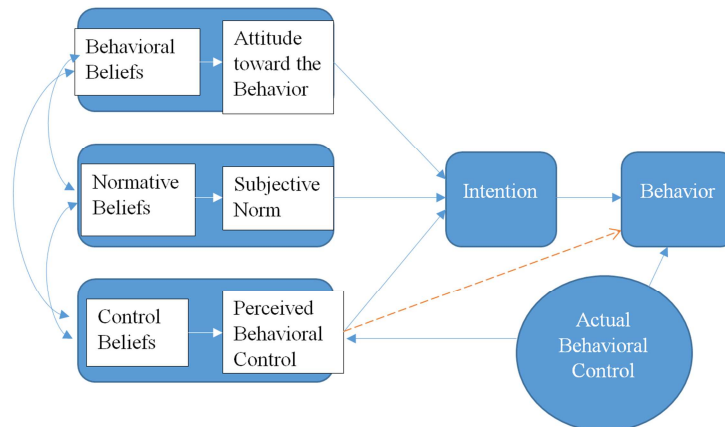 Behavioral
Beliefs
Attitude
toward the
Behavior
Normative
Beliefs
Subjective
Norm
Intention
Behavior
Control
Beliefs
Perceived
Behavioral
Control
Actual
Behavioral
Control